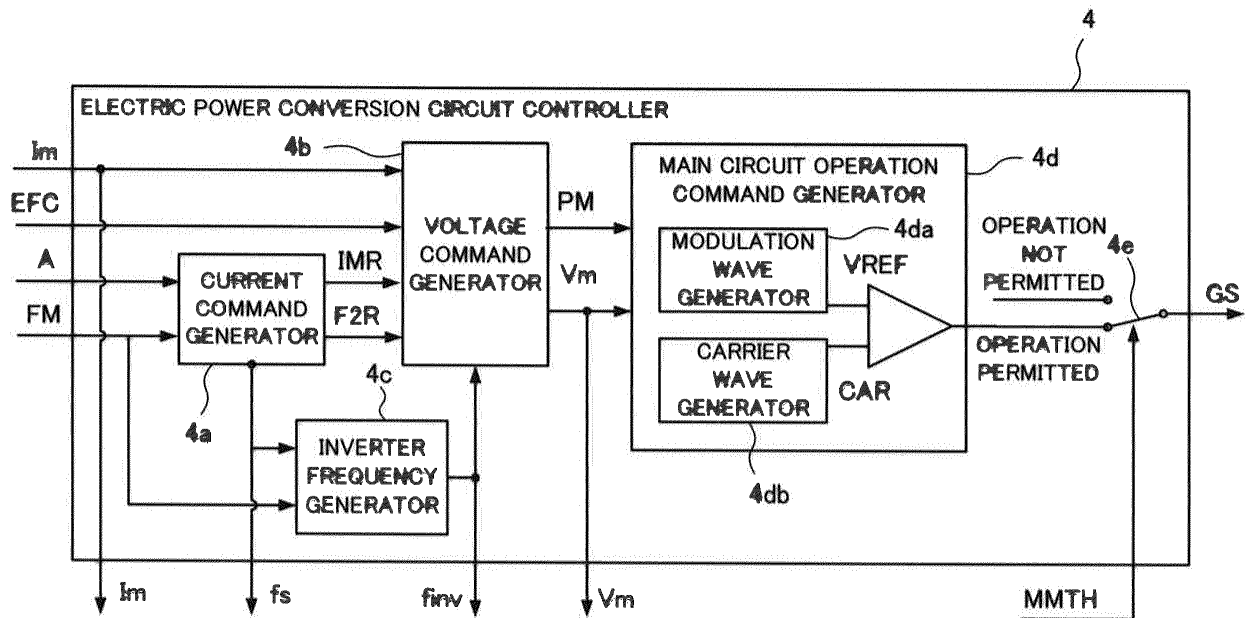 4
ELECTRIC POWER CONVERSION CIRCUIT CONTROLLER
Im
EFC
A
FM
4b
VOLTAGE
COMMAND
GENERATOR
CURRENT
COMMAND
GENERATOR
IMR
F2R
4a
4c
INVERTER
FREQUENCY
GENERATOR
PM
Vm
MAIN CIRCUIT OPERATION
COMMAND GENERATOR
4d
MODULATION
WAVE
GENERATOR
4da
VREF
CARRIER
WAVE
GENERATOR
CAR
4db
OPERATION
NOT
PERMITTED
4e
GS
OPERATION
PERMITTED
Im
fs
finv
Vm
MMTH